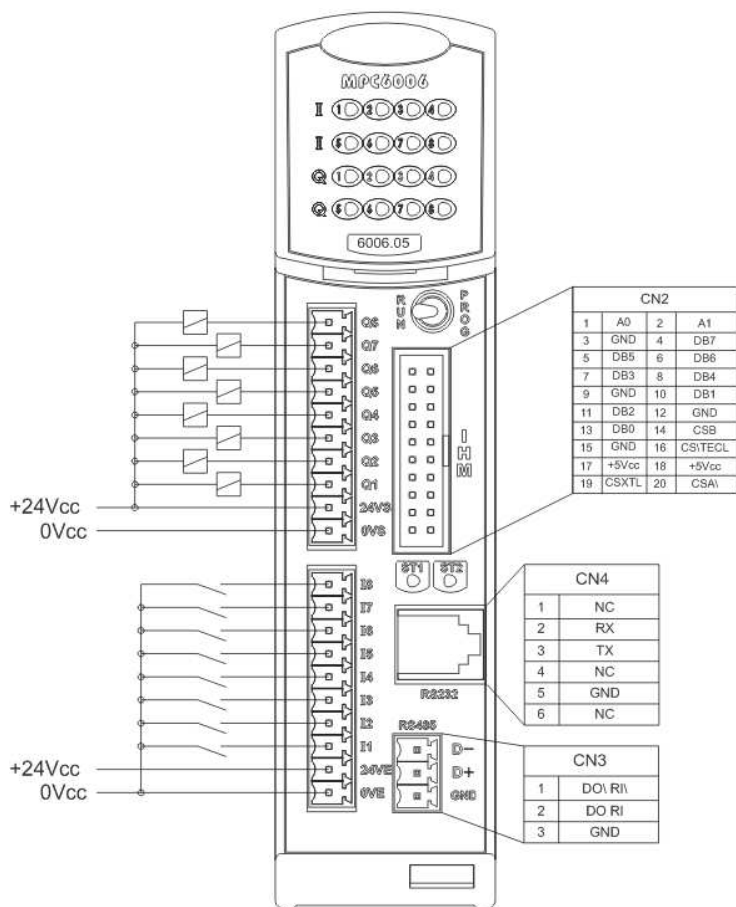 MPC6006
I 1 2 3 4
I 5 6 7 8
Q 1 2 3 4
Q 5 6 7 8
6006.05
RUN
PROG
Q8
Q7
Q6
Q5
Q4
Q3
Q2
Q1
24VS
0VS
+24Vcc
0Vcc
IHM
ST1 ST2
I8
I7
I6
I5
I4
I3
I2
I1
24VE
0VE
+24Vcc
0Vcc
RS232
RS485
D-
D+
GND
CN2
1 A0 2 A1
3 GND 4 DB7
5 DB5 6 DB6
7 DB3 8 DB4
9 GND 10 DB1
11 DB2 12 GND
13 DB0 14 CSB
15 GND 16 CS\TECL
17 +5Vcc 18 +5Vcc
19 CSXTL 20 CSA\
CN4
1 NC
2 RX
3 TX
4 NC
5 GND
6 NC
CN3
1 DO\ RI\
2 DO RI
3 GND